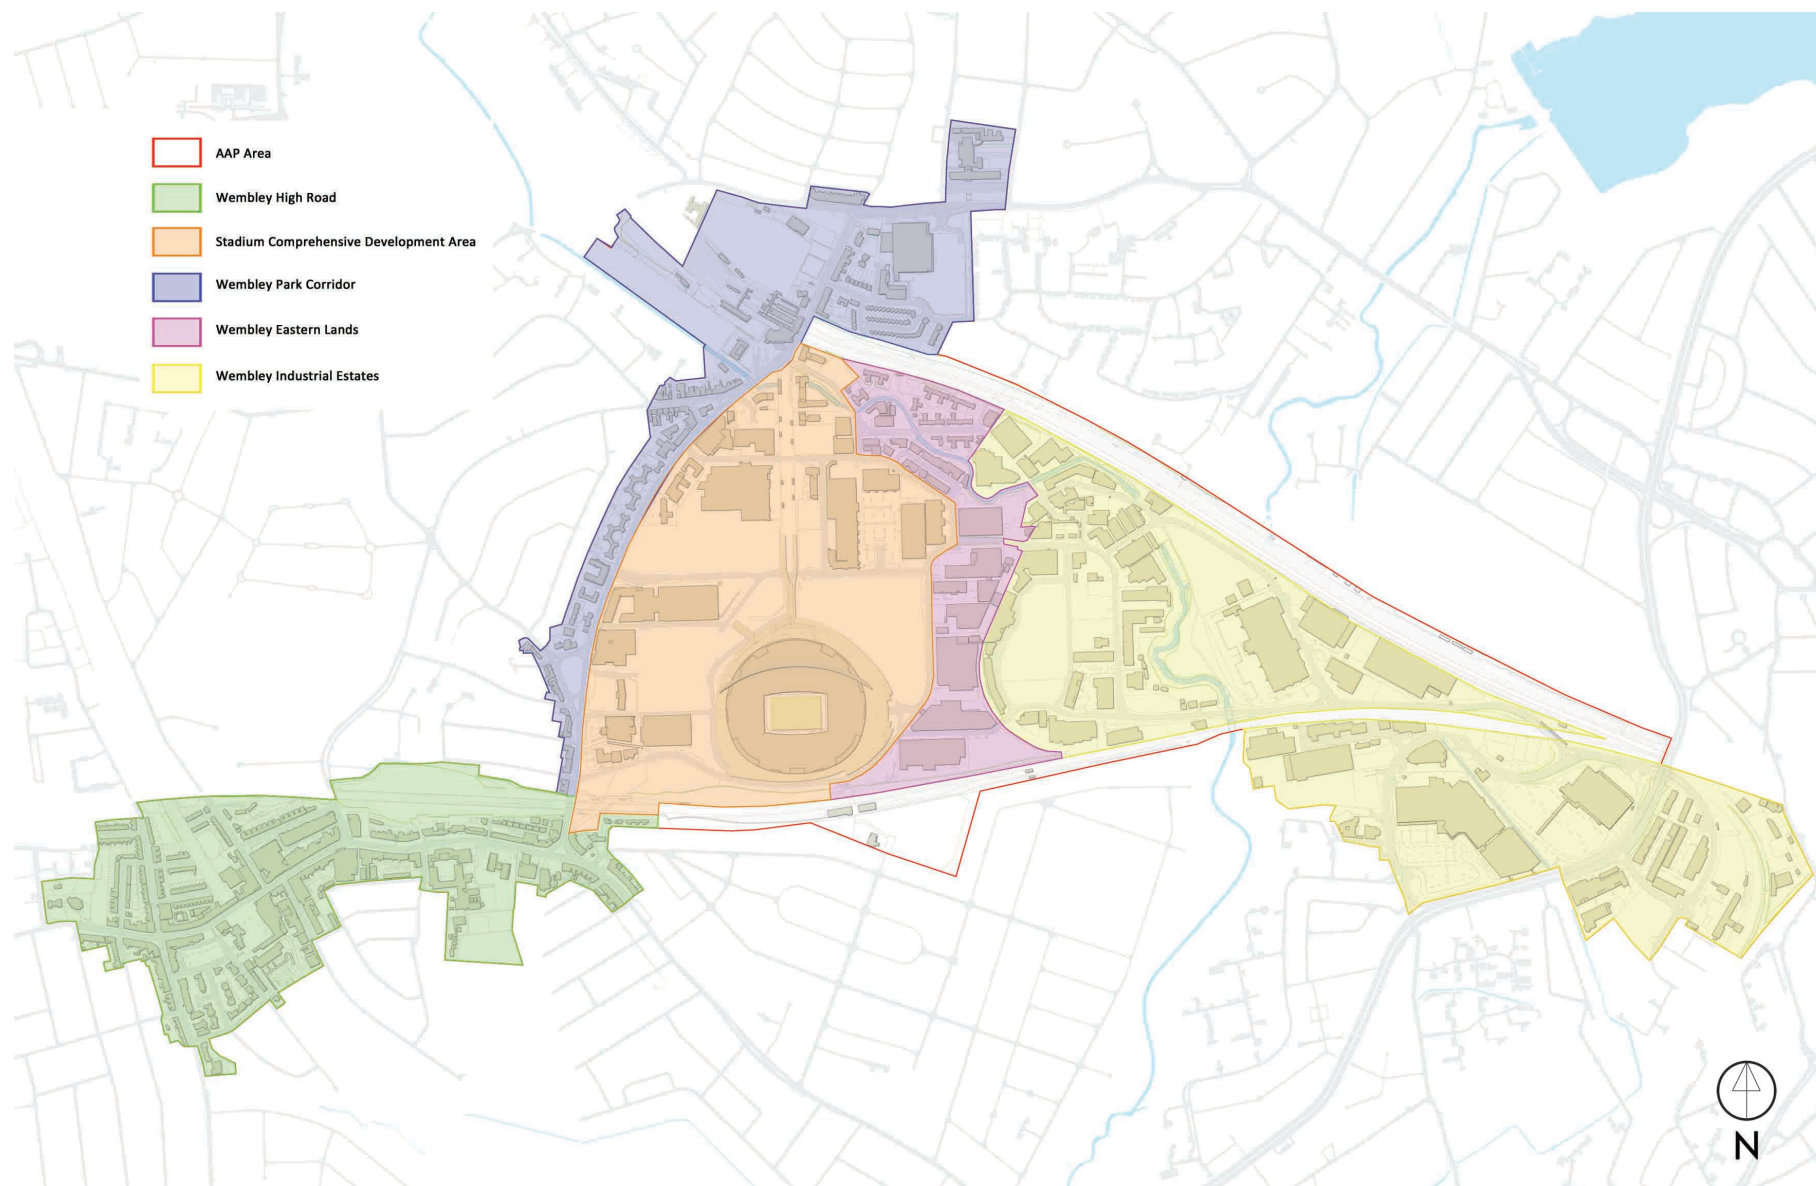 AAP Area
Wembley High Road
Stadium Comprehensive Development Area
Wembley Park Corridor
Wembley Eastern Lands
Wembley Industrial Estates
N